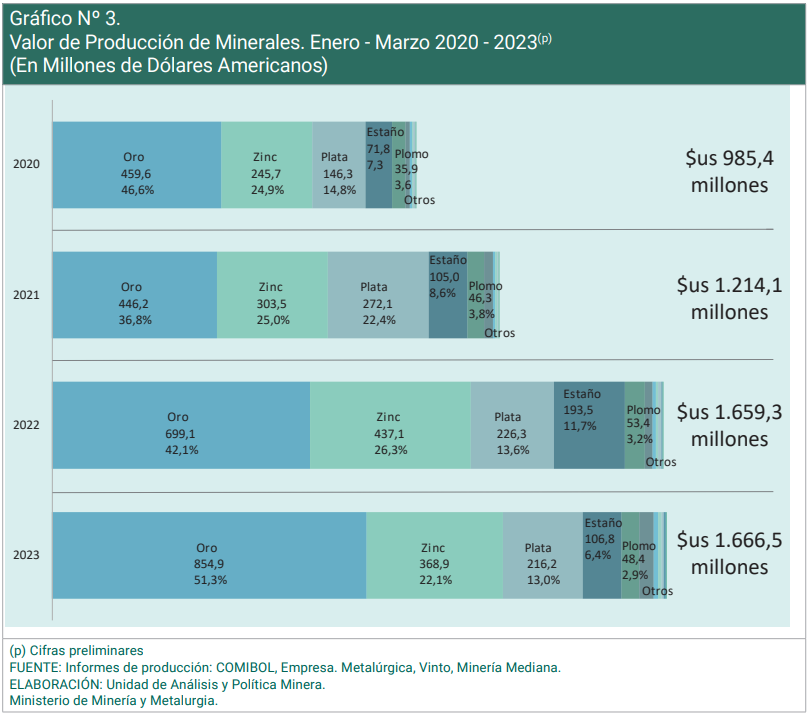 Gráfico Nº 3.
Valor de Producción de Minerales. Enero - Marzo 2020 - 2023(p)
(En Millones de Dólares Americanos)
2020
Oro
459,6
46,6%
Zinc
245,7
24,9%
Plata
146,3
14,8%
Estaño
71,8
7,3
Plomo
35,9
3,6
Otros
$us 985,4
millones
2021
Oro
446,2
36,8%
Zinc
303,5
25,0%
Plata
272,1
22,4%
Estaño
105,0
8,6%
Plomo
46,3
3,8%
Otros
$us 1.214,1
millones
2022
Oro
699,1
42,1%
Zinc
437,1
26,3%
Plata
226,3
13,6%
Estaño
193,5
11,7%
Plomo
53,4
3,2%
Otros
$us 1.659,3
millones
2023
Oro
854,9
51,3%
Zinc
368,9
22,1%
Plata
216,2
13,0%
Estaño
106,8
6,4%
Plomo
48,4
2,9%
Otros
$us 1.666,5
millones
(p) Cifras preliminares
FUENTE: Informes de producción: COMIBOL, Empresa. Metalúrgica, Vinto, Minería Mediana.
ELABORACIÓN: Unidad de Análisis y Política Minera.
Ministerio de Minería y Metalurgia.